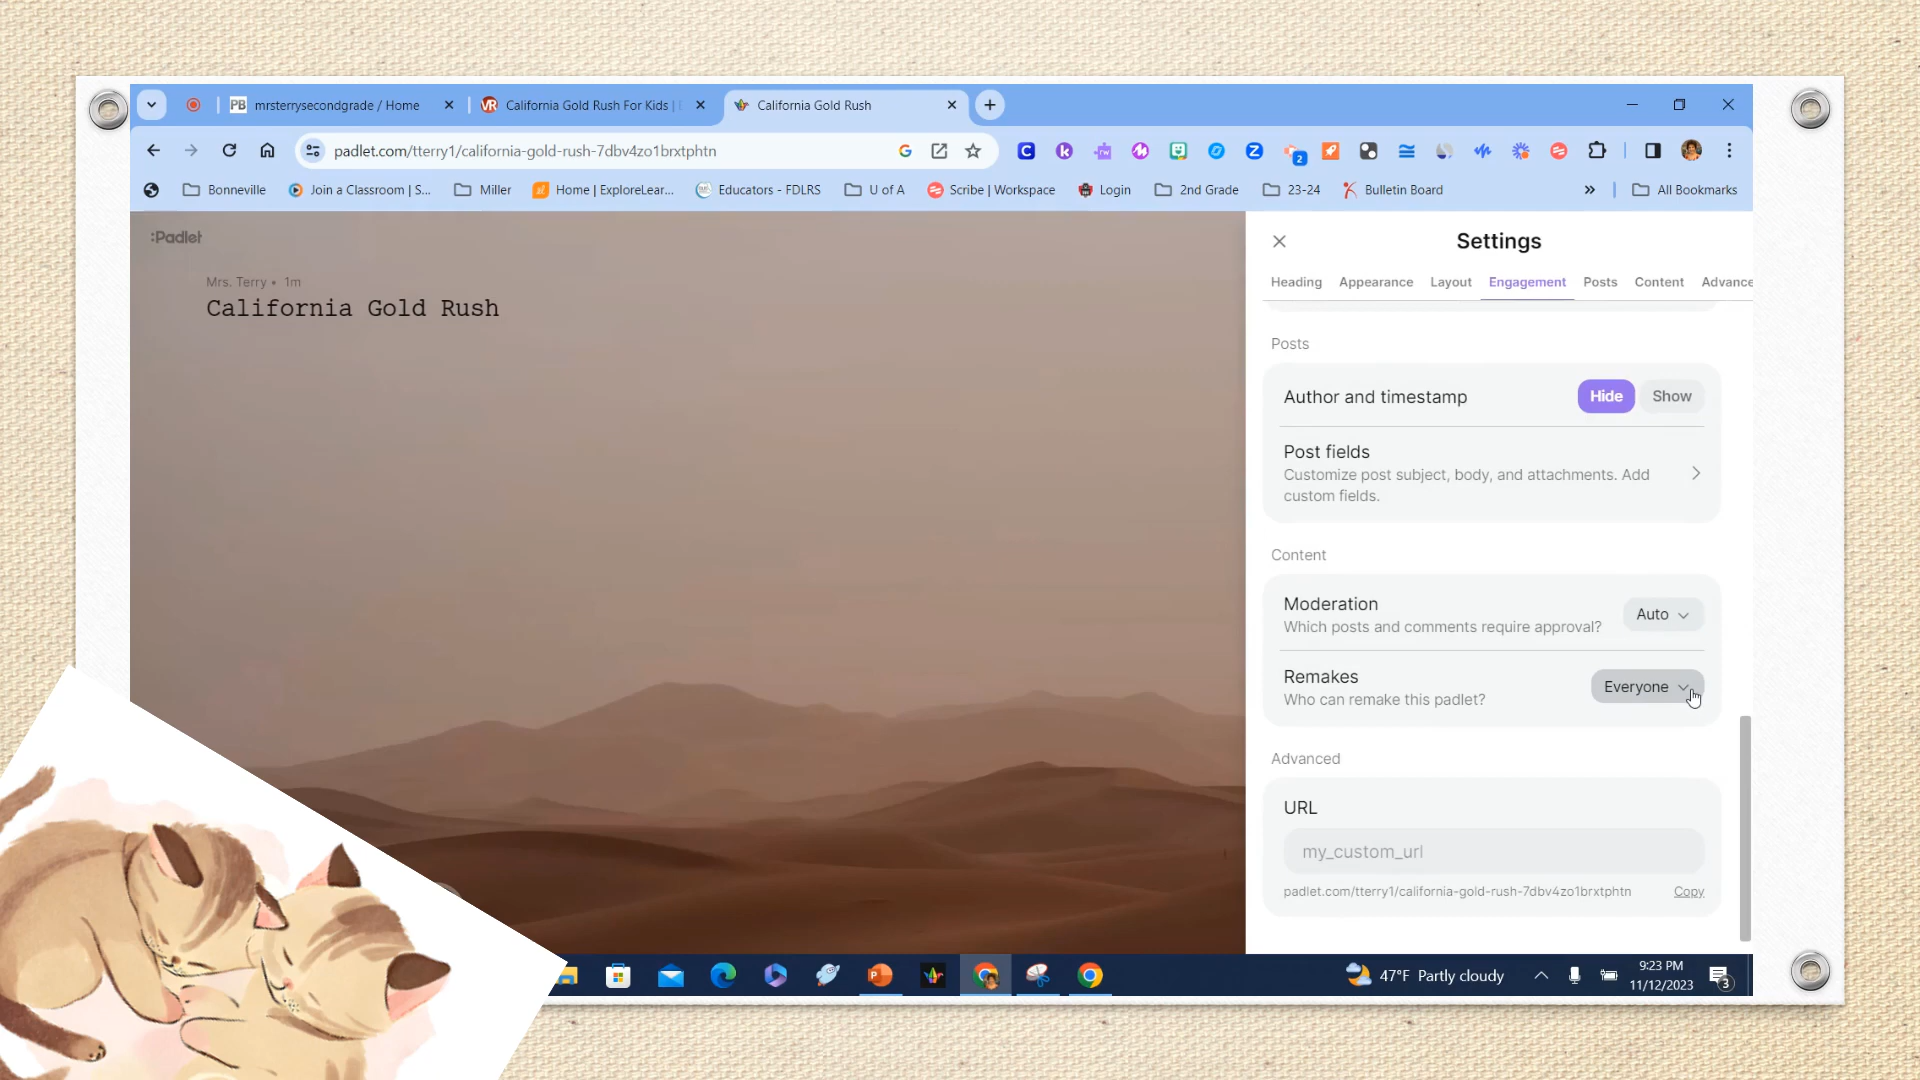 PB mrsterrysecondgrade / Home
VR California Gold Rush For Kids |
California Gold Rush
padlet.com/tterry1/california-gold-rush-7dbv4zo1brxtphtn
Bonneville
Join a Classroom | S...
Miller
Home | ExploreLear...
Educators - FDLRS
U of A
Scribe | Workspace
Login
2nd Grade
23-24
Bulletin Board
All Bookmarks
:Padlet
Mrs. Terry • 1m
California Gold Rush
Settings
Heading Appearance Layout Engagement Posts Content Advance
Posts
Author and timestamp Hide Show
Post fields
Customize post subject, body, and attachments. Add
custom fields.
Content
Moderation
Which posts and comments require approval?
Auto
Remakes
Who can remake this padlet?
Everyone
Advanced
URL
my_custom_url
padlet.com/tterry1/california-gold-rush-7dbv4zo1brxtphtn Copy
47°F Partly cloudy
9:23 PM
11/12/2023
3